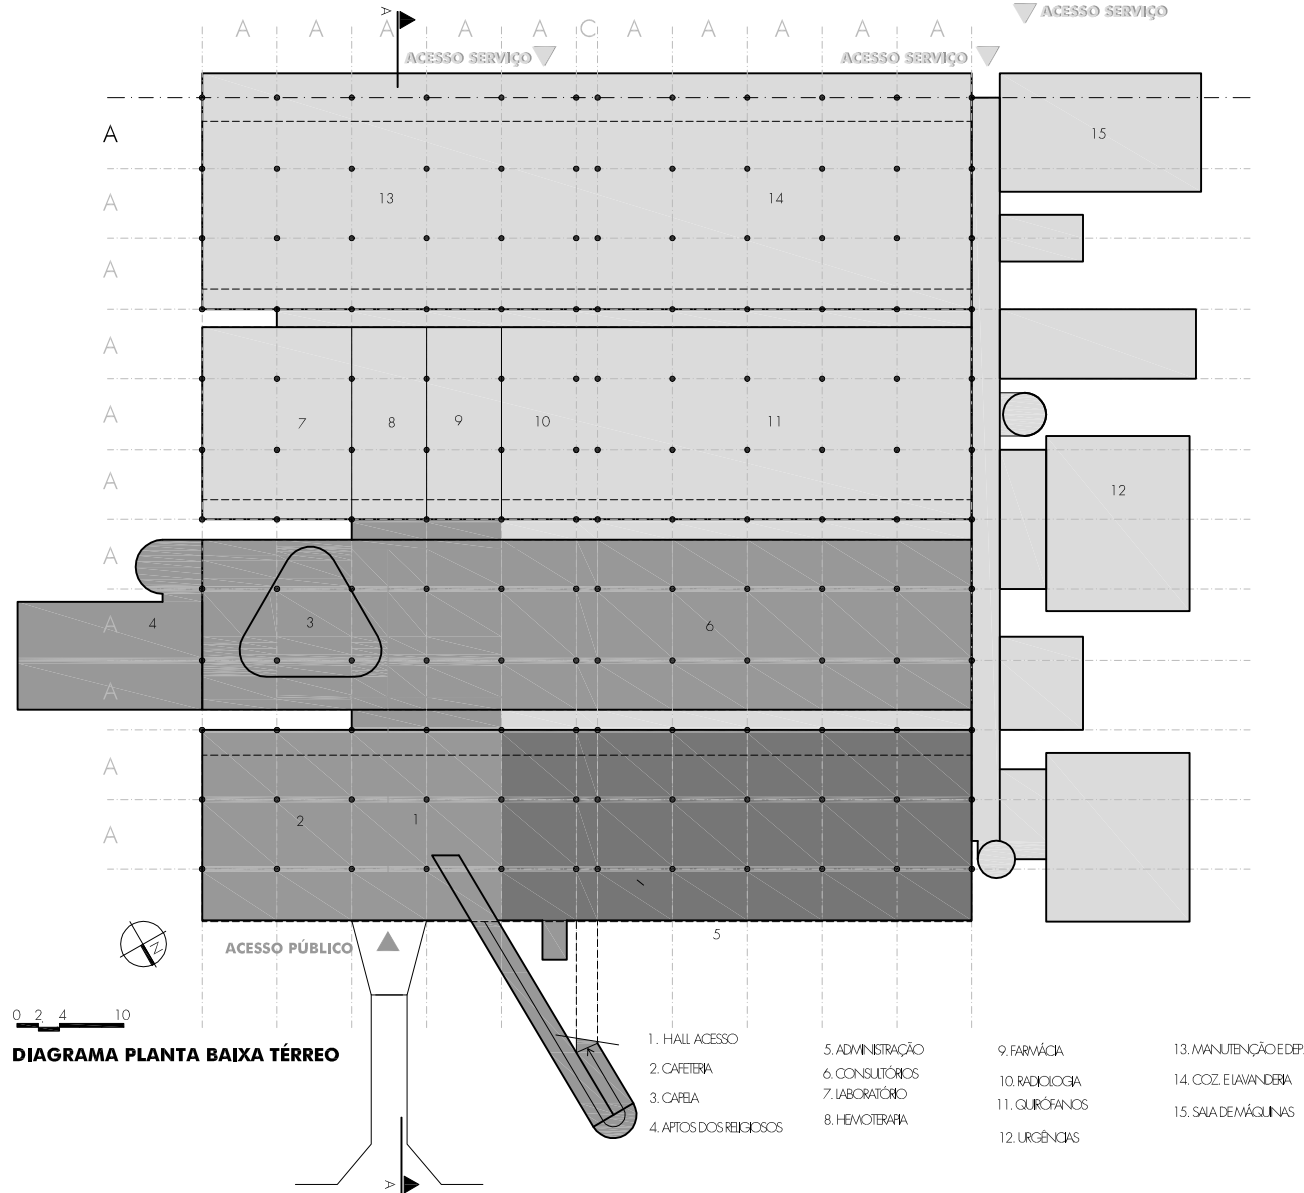 A
ACESSO SERVIÇO
A A A A A C A A A A A
ACESSO SERVIÇO
ACESSO SERVIÇO
A
15
A
13
14
A
A
A
7
8
9
10
11
A
12
A
A
4
3
6
A
A
2
1
A
5
N
ACESSO PÚBLICO
0 2 4 10
DIAGRAMA PLANTA BAIXA TÉRREO
1. HALL ACESSO
2. CAFETERIA
3. CAPELA
4. APTOS DOS RELIGIOSOS
5. ADMINISTRAÇÃO
6. CONSULTÓRIOS
7. LABORATÓRIO
8. HEMOTERAPIA
9. FARMÁCIA
10. RADIOLOGIA
11. QUIRÓFANOS
12. URGÊNCIAS
13. MANUTENÇÃO E DEP.
14. COZ. E LAVANDERIA
15. SALA DE MÁQUINAS
A